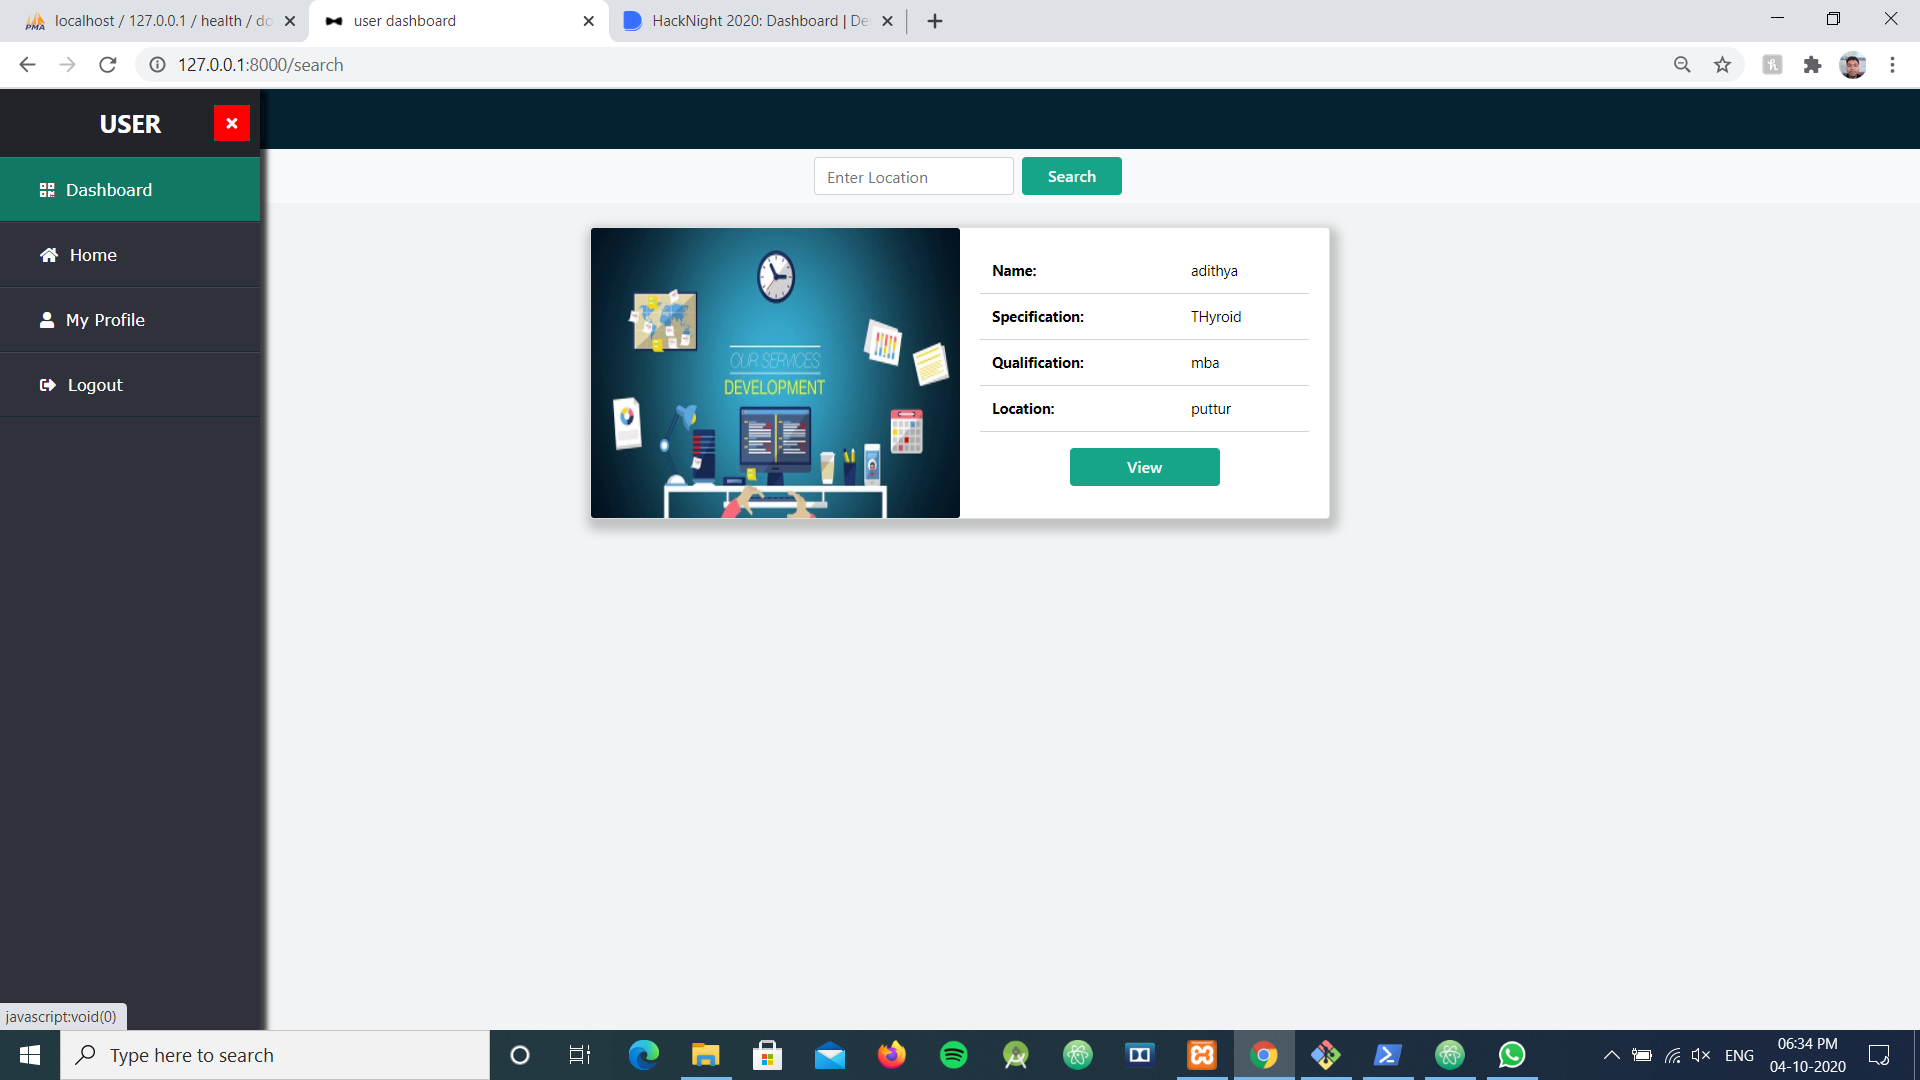 localhost / 127.0.0.1 / health / do
user dashboard
HackNight 2020: Dashboard | De
127.0.0.1:8000/search
USER
Dashboard
Home
My Profile
Logout
Enter Location
Search
OUR SERVICES
DEVELOPMENT
Name: adithya
Specification: THyroid
Qualification: mba
Location: puttur
View
javascript:void(0)
Type here to search
ENG
06:34 PM
04-10-2020